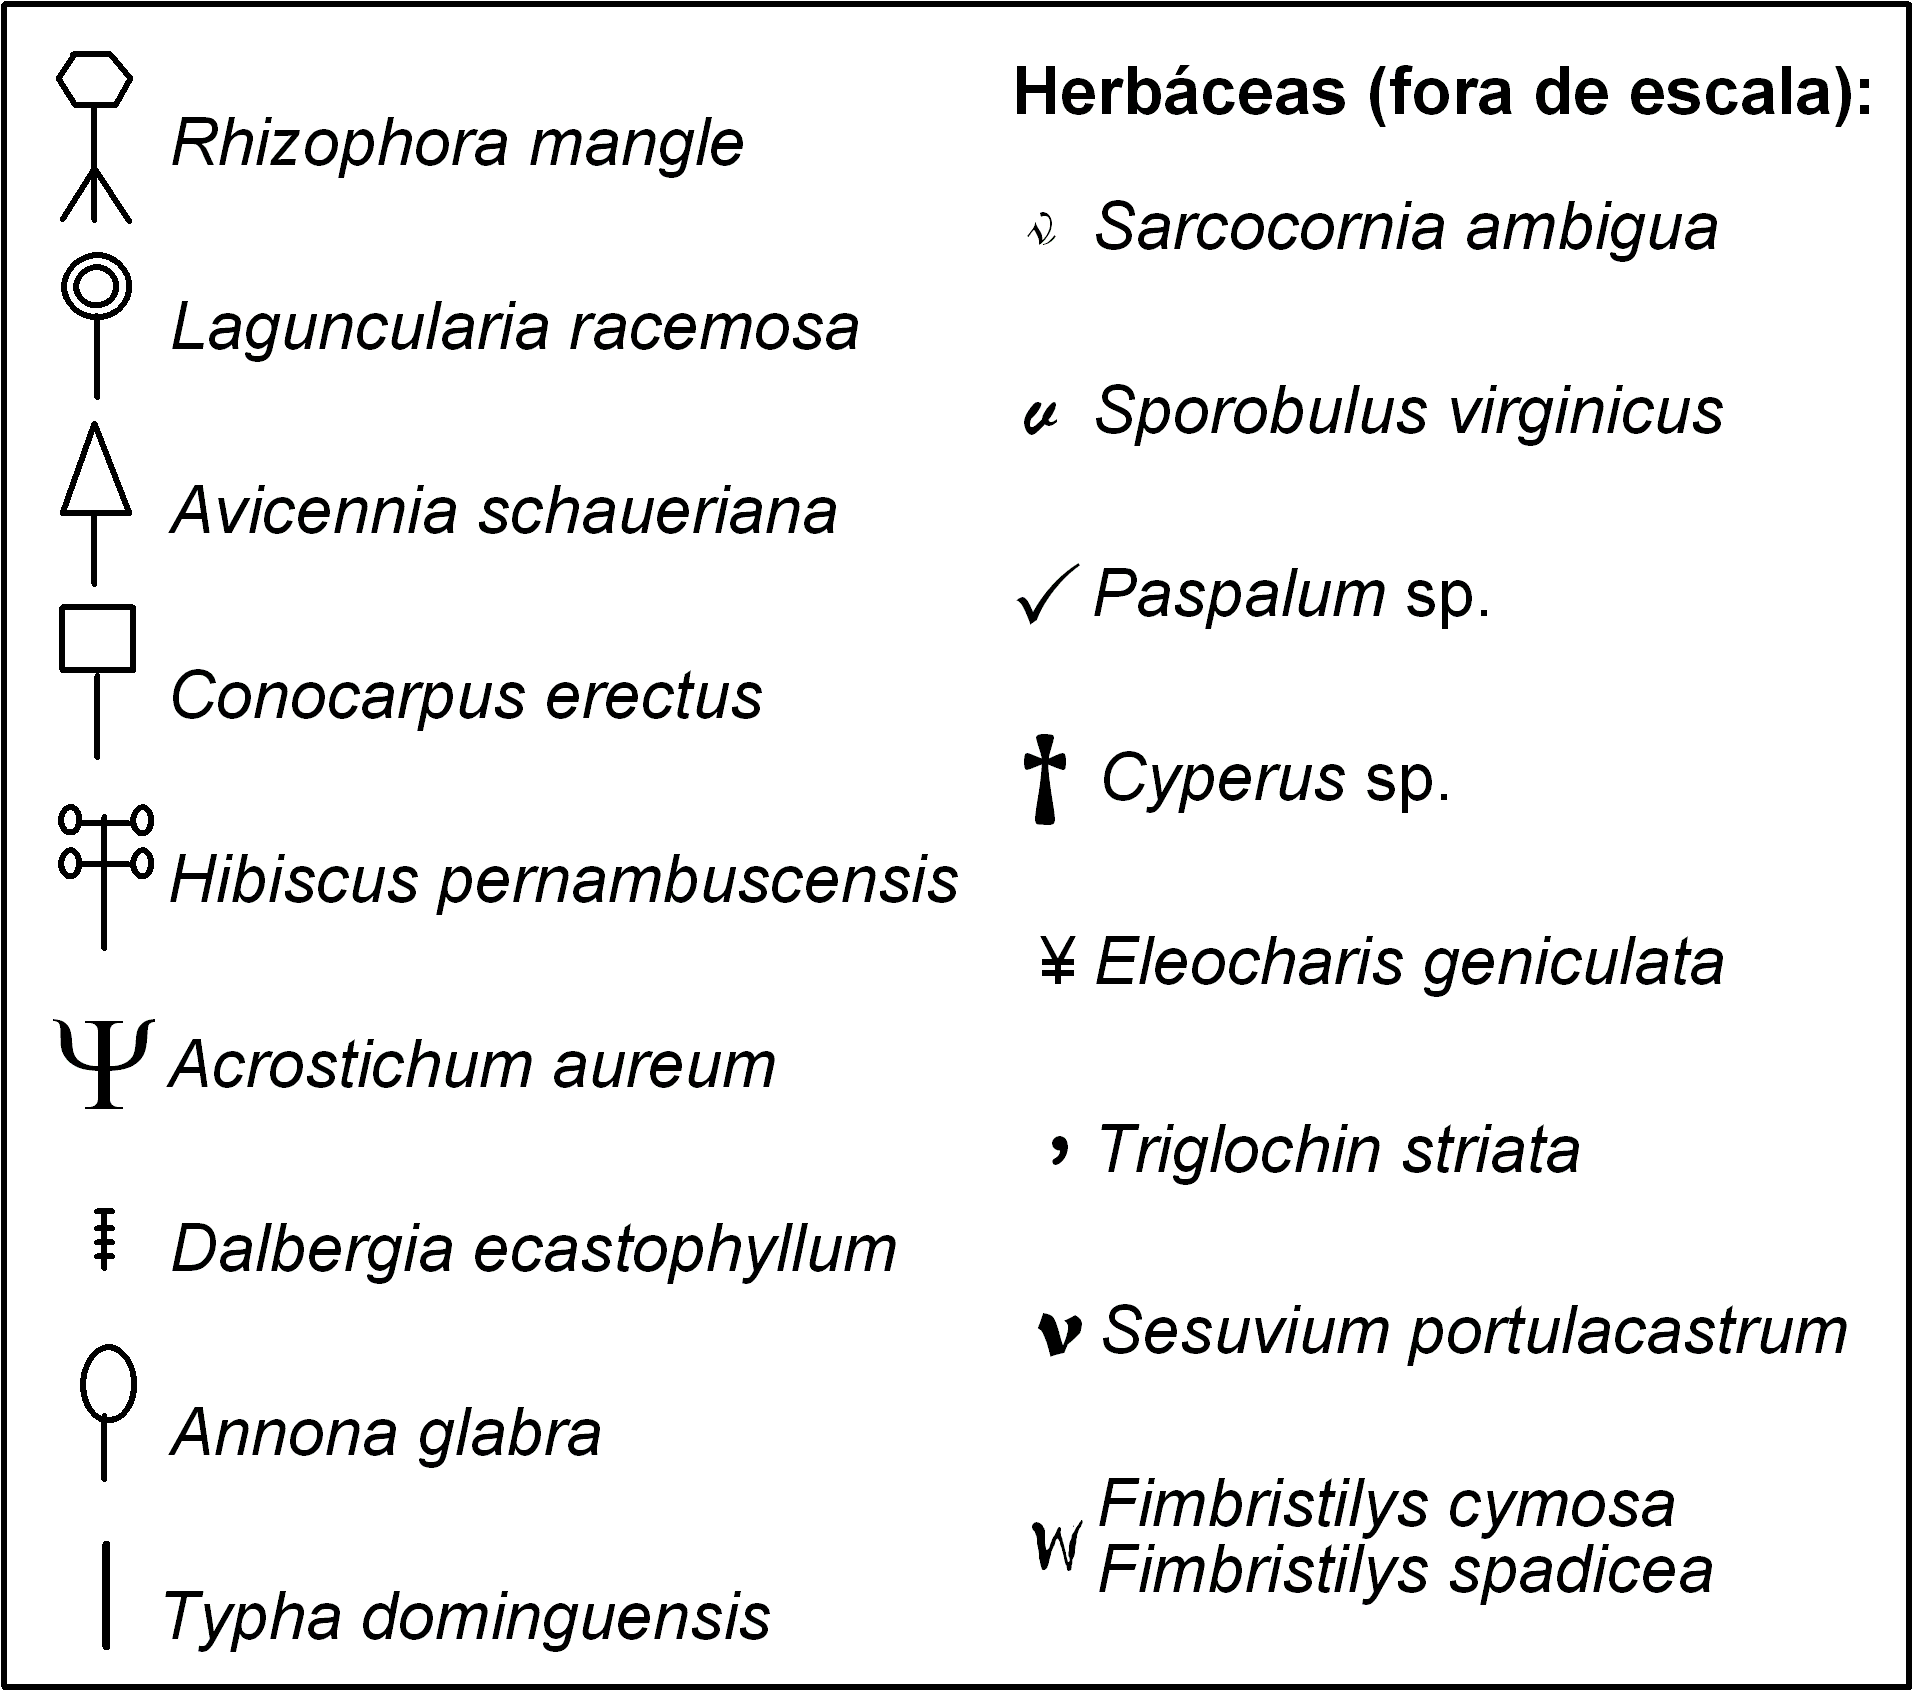 Rhizophora mangle
Laguncularia racemosa
Avicennia schaueriana
Conocarpus erectus
Hibiscus pernambuscensis
Ψ Acrostichum aureum
Dalbergia ecastophyllum
Annona glabra
Typha dominguensis
Herbáceas (fora de escala):
v Sarcocornia ambigua
u Sporobulus virginicus
✓ Paspalum sp.
✝ Cyperus sp.
¥ Eleocharis geniculata
, Triglochin striata
v Sesuvium portulacastrum
w Fimbristilys cymosa
Fimbristilys spadicea